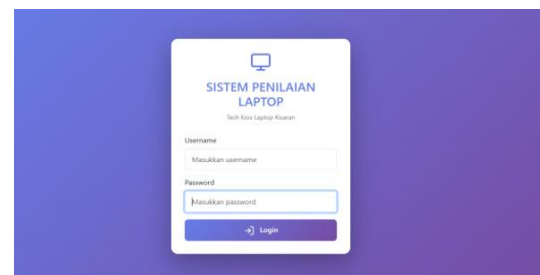 SISTEM PENILAIAN
LAPTOP
Tech Kios Laptop Kisaran
Username
Masukkan username
Password
Masukkan password
Login